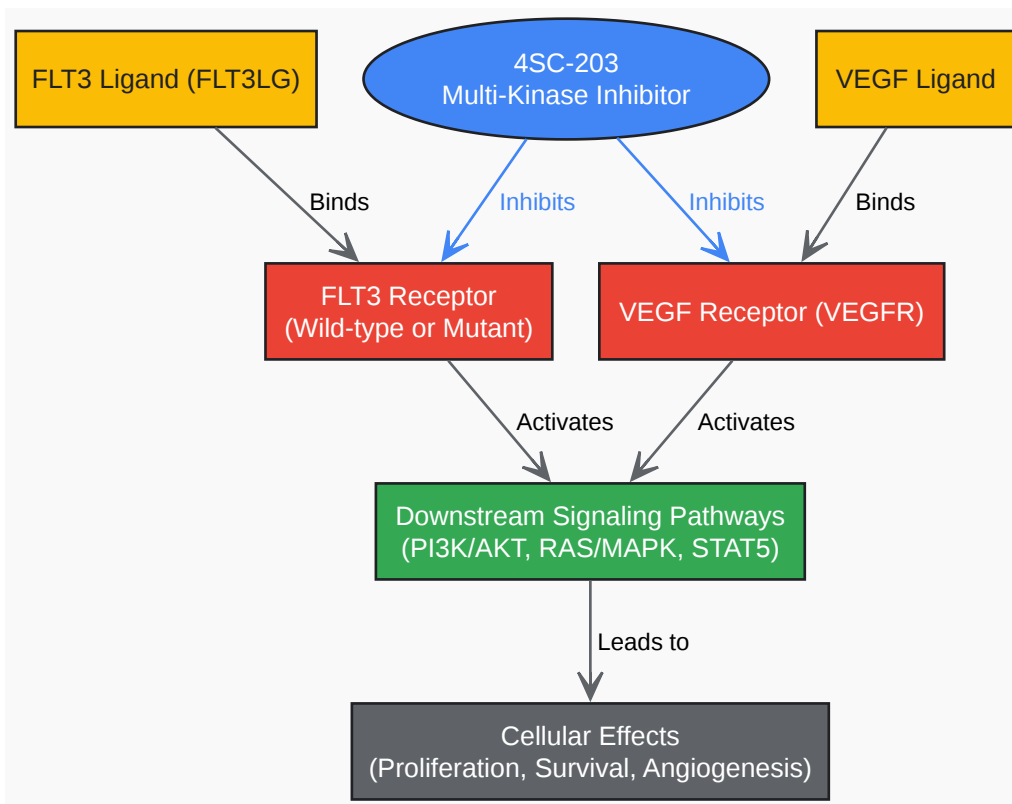 FLT3 Ligand (FLT3LG)
4SC-203
Multi-Kinase Inhibitor
VEGF Ligand
Binds
Inhibits
Inhibits
Binds
FLT3 Receptor
(Wild-type or Mutant)
VEGF Receptor (VEGFR)
Activates
Activates
Downstream Signaling Pathways
(PI3K/AKT, RAS/MAPK, STAT5)
Leads to
Cellular Effects
(Proliferation, Survival, Angiogenesis)